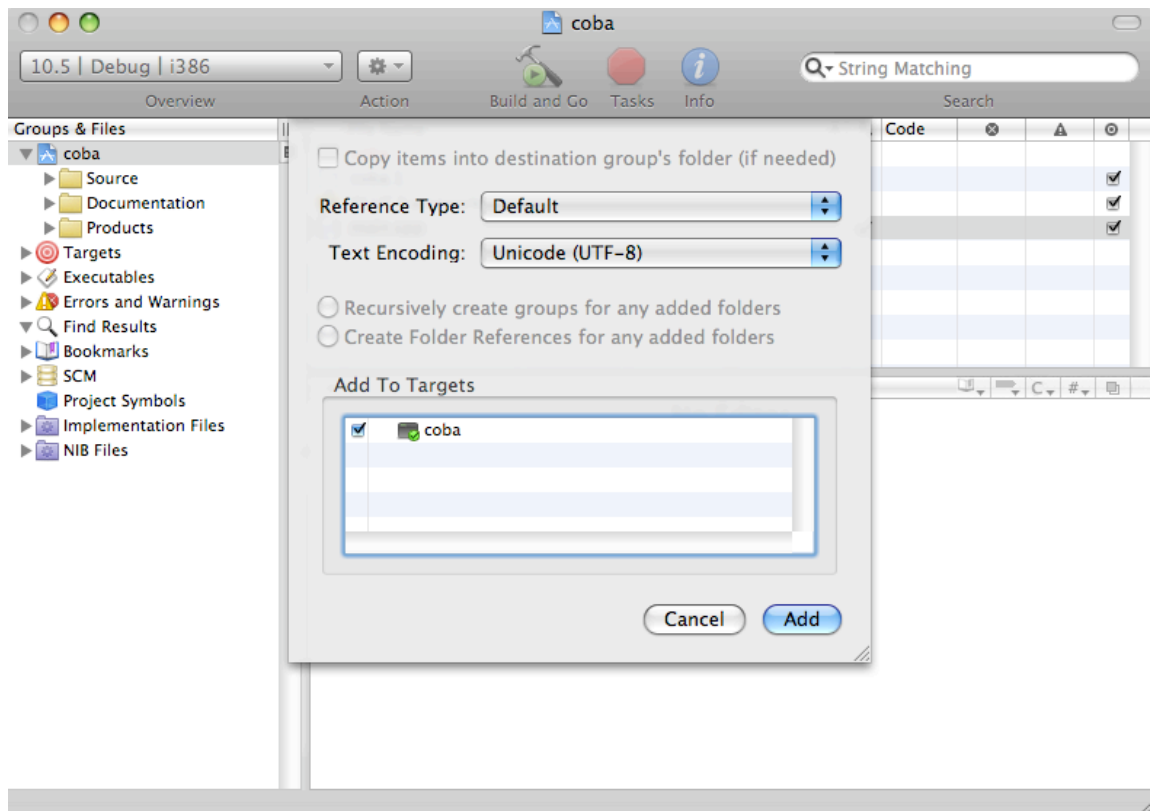 coba
10.5 | Debug | i386
String Matching
Overview
Action
Build and Go
Tasks
Info
Search
Groups & Files
Code
coba
Source
Documentation
Products
Targets
Executables
Errors and Warnings
Find Results
Bookmarks
SCM
Project Symbols
Implementation Files
NIB Files
Copy items into destination group's folder (if needed)
Reference Type: Default
Text Encoding: Unicode (UTF-8)
Recursively create groups for any added folders
Create Folder References for any added folders
Add To Targets
coba
Cancel
Add
C
#